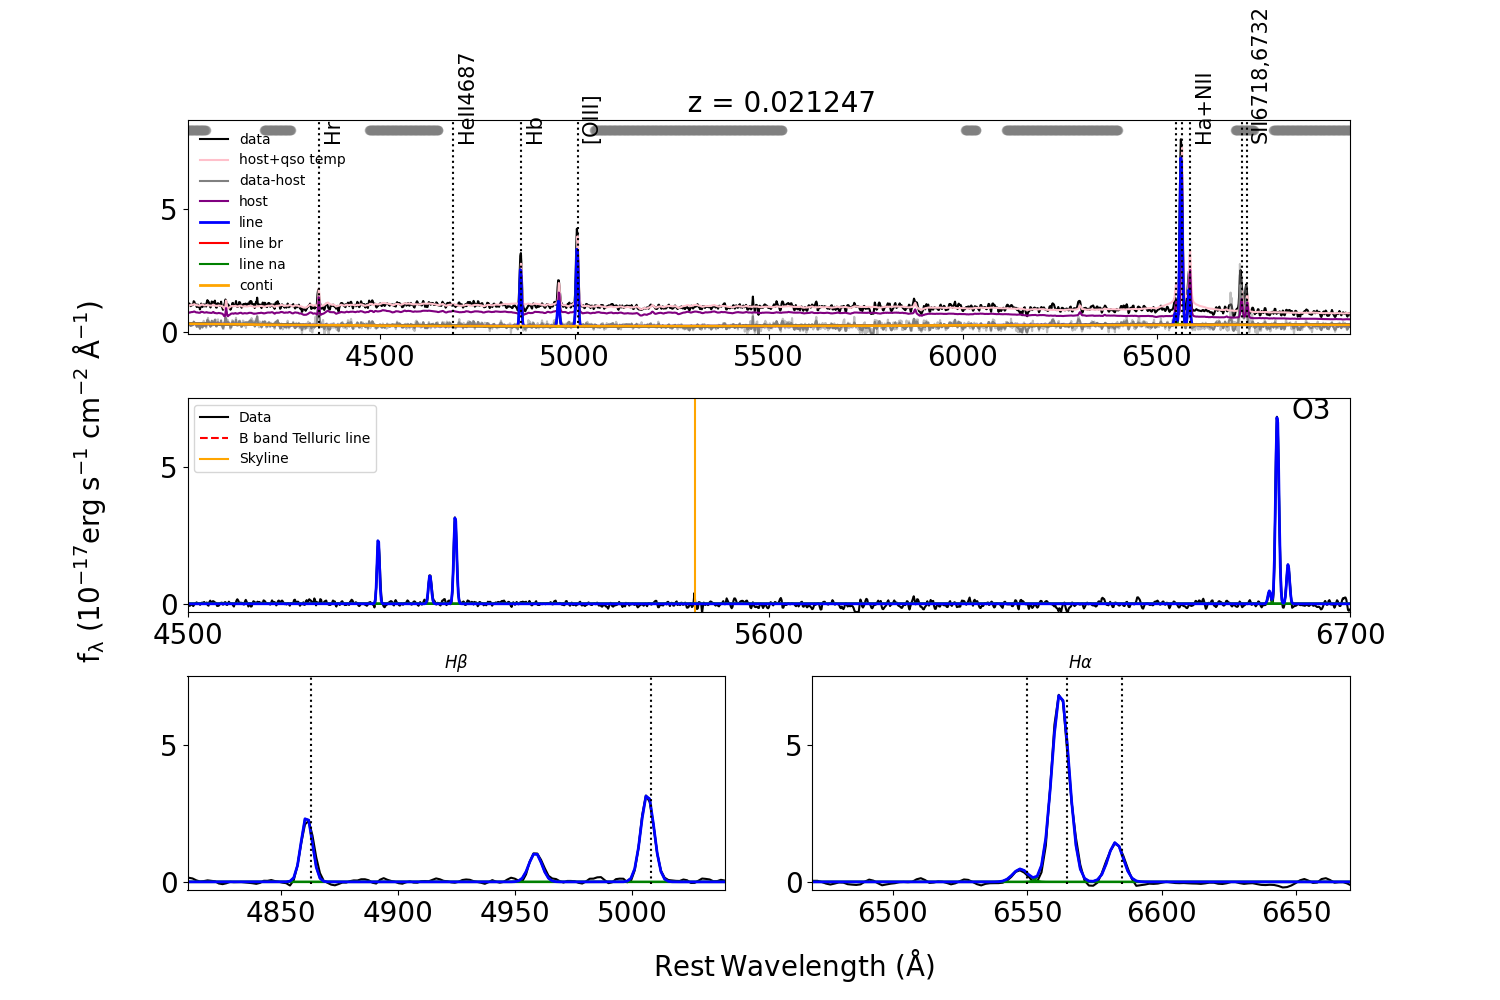 z = 0.021247
Hr
HeII4687
Hb
[OIII]
Ha+NII
SII6718,6732
data
host+qso temp
data-host
host
line
line br
line na
conti
5
0
4500
5000
5500
6000
6500
Data
B band Telluric line
Skyline
O3
5
0
4500
5600
6700
fλ (10⁻¹⁷erg s⁻¹ cm⁻² Å⁻¹)
Hβ
5
0
4850
4900
4950
5000
Hα
5
0
6500
6550
6600
6650
Rest Wavelength (Å)